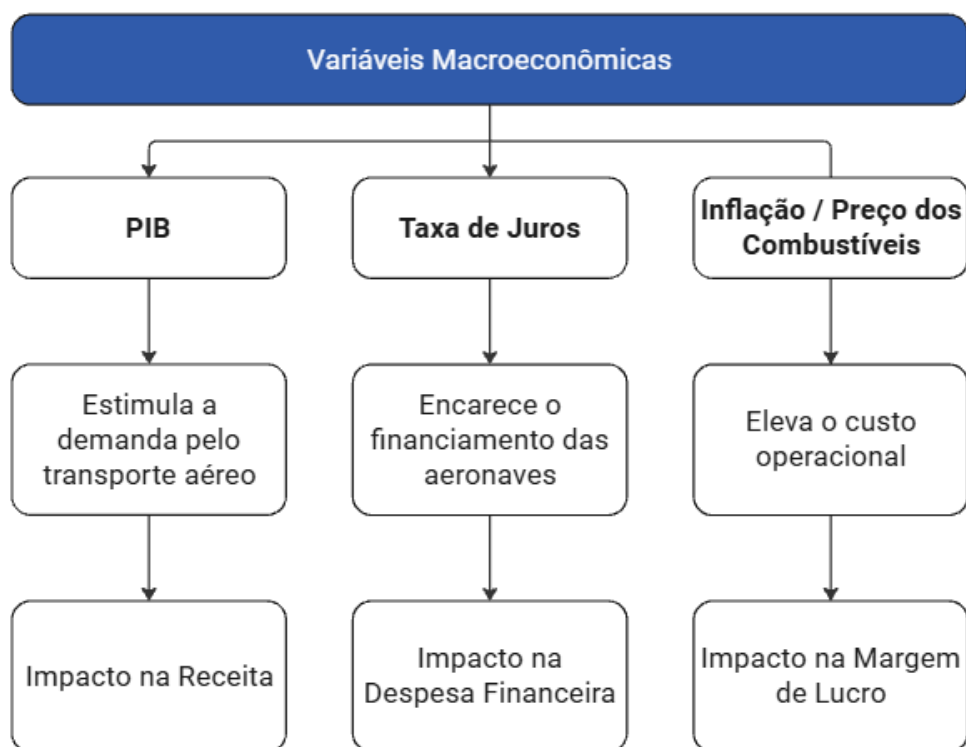 Variáveis Macroeconômicas
PIB
Taxa de Juros
Inflação / Preço dos
Combustíveis
Estimula a
demanda pelo
transporte aéreo
Encarece o
financiamento das
aeronaves
Eleva o custo
operacional
Impacto na Receita
Impacto na
Despesa Financeira
Impacto na Margem
de Lucro